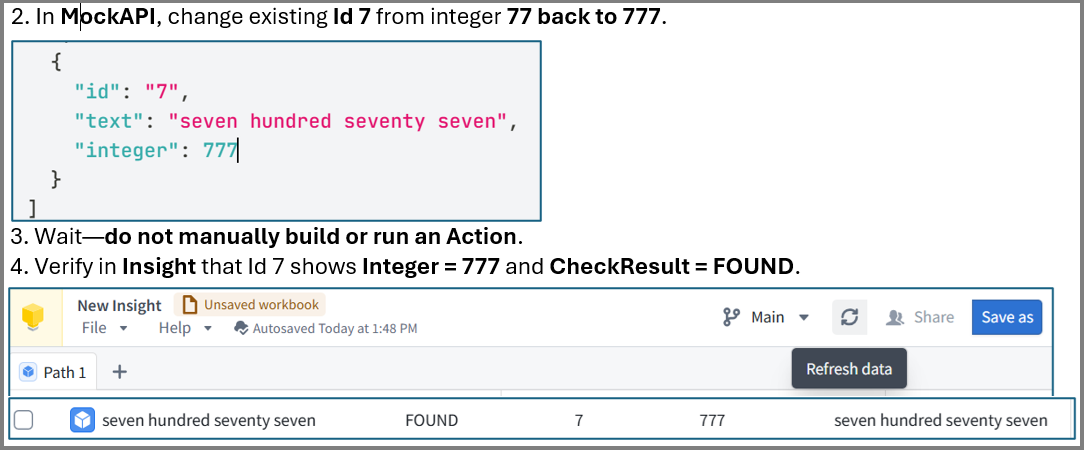 2. In MockAPI, change existing Id 7 from integer 77 back to 777.
{
"id": "7",
"text": "seven hundred seventy seven",
"integer": 777
}
]
3. Wait—do not manually build or run an Action.
4. Verify in Insight that Id 7 shows Integer = 777 and CheckResult = FOUND.
New Insight Unsaved workbook
File Help Autosaved Today at 1:48 PM
Main Share Save as
Path 1 +
Refresh data
seven hundred seventy seven FOUND 7 777 seven hundred seventy seven